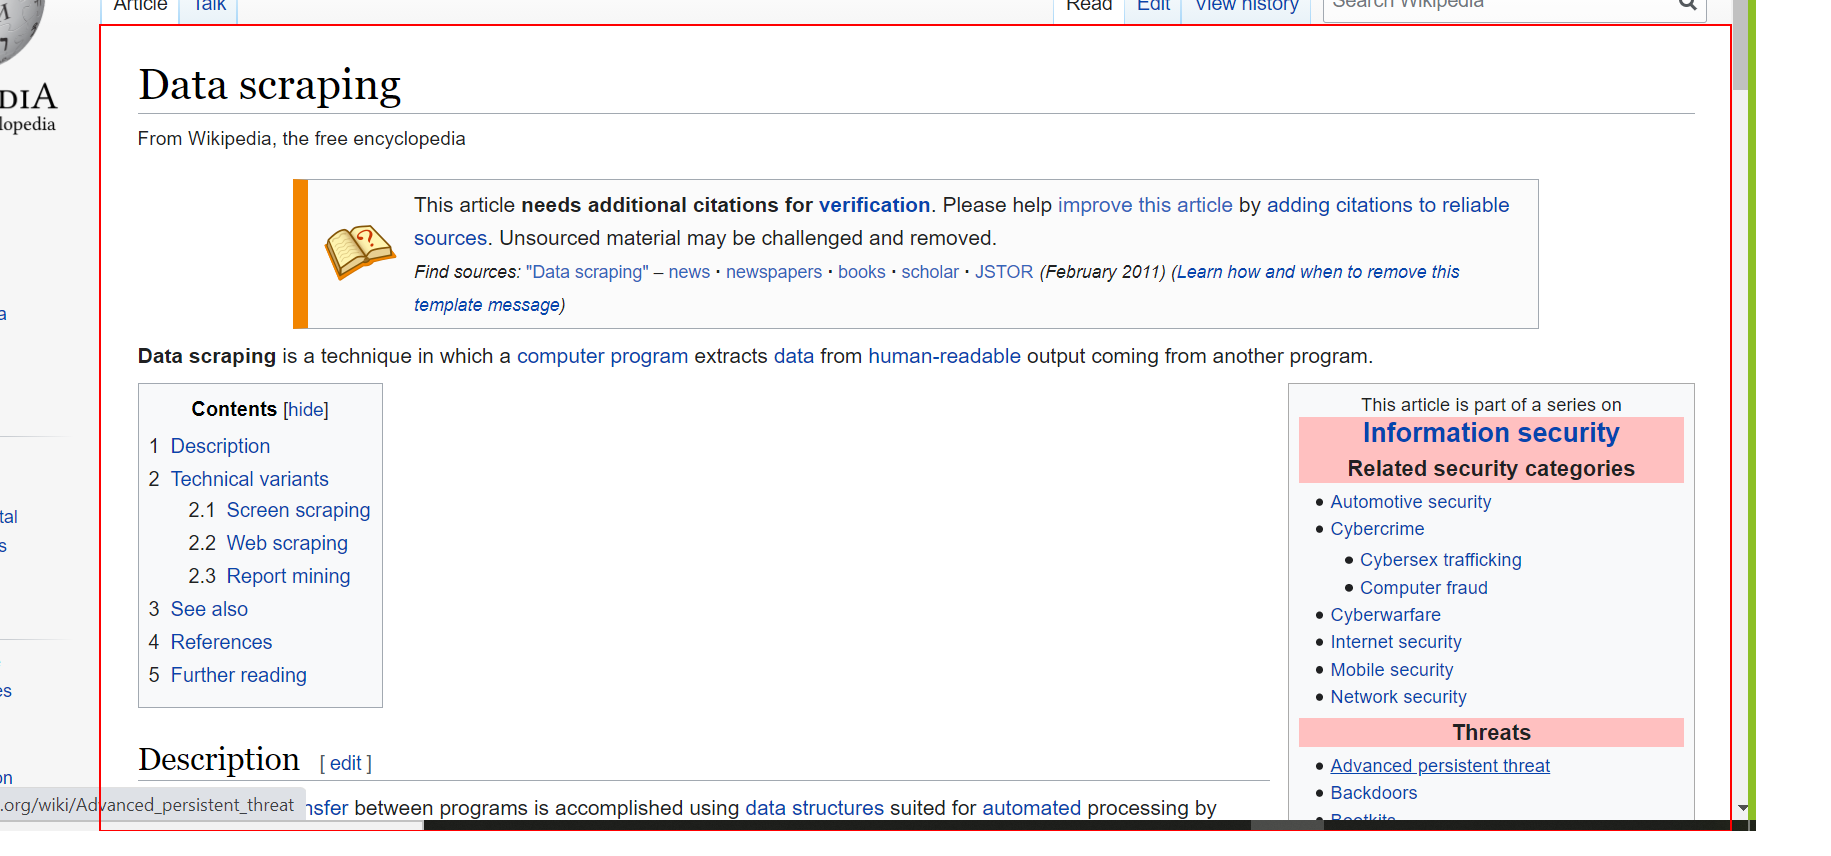 Article Talk Read Edit View history Search Wikipedia
DIA
lopedia
Data scraping
From Wikipedia, the free encyclopedia
This article needs additional citations for verification. Please help improve this article by adding citations to reliable
sources. Unsourced material may be challenged and removed.
Find sources: "Data scraping" – news · newspapers · books · scholar · JSTOR (February 2011) (Learn how and when to remove this
template message)
Data scraping is a technique in which a computer program extracts data from human-readable output coming from another program.
Contents [hide]
1 Description
2 Technical variants
2.1 Screen scraping
2.2 Web scraping
2.3 Report mining
3 See also
4 References
5 Further reading
This article is part of a series on
Information security
Related security categories
• Automotive security
• Cybercrime
• Cybersex trafficking
• Computer fraud
• Cyberwarfare
• Internet security
• Mobile security
• Network security
Threats
• Advanced persistent threat
• Backdoors
• Bootkits
a
tal
s
es
on
Description [ edit ]
nsfer between programs is accomplished using data structures suited for automated processing by
.org/wiki/Advanced_persistent_threat